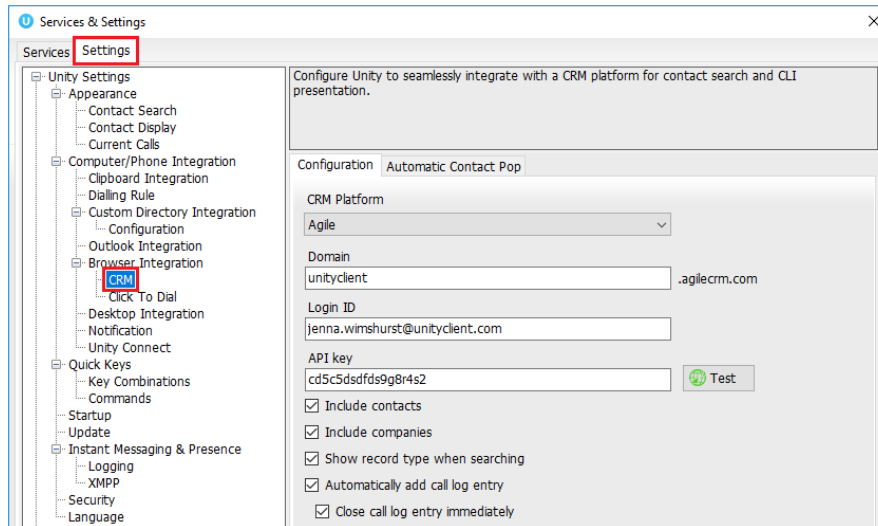 U Services & Settings
Services Settings
Unity Settings
Appearance
Contact Search
Contact Display
Current Calls
Computer/Phone Integration
Clipboard Integration
Dialling Rule
Custom Directory Integration
Configuration
Outlook Integration
Browser Integration
CRM
Click To Dial
Desktop Integration
Notification
Unity Connect
Quick Keys
Key Combinations
Commands
Startup
Update
Instant Messaging & Presence
Logging
XMPP
Security
Language
Configure Unity to seamlessly integrate with a CRM platform for contact search and CLI
presentation.
Configuration Automatic Contact Pop
CRM Platform
Agile
Domain
unityclient .agilecrm.com
Login ID
jenna.wimshurst@unityclient.com
API key
cd5c5dsdfds9g8r4s2 Test
Include contacts
Include companies
Show record type when searching
Automatically add call log entry
Close call log entry immediately